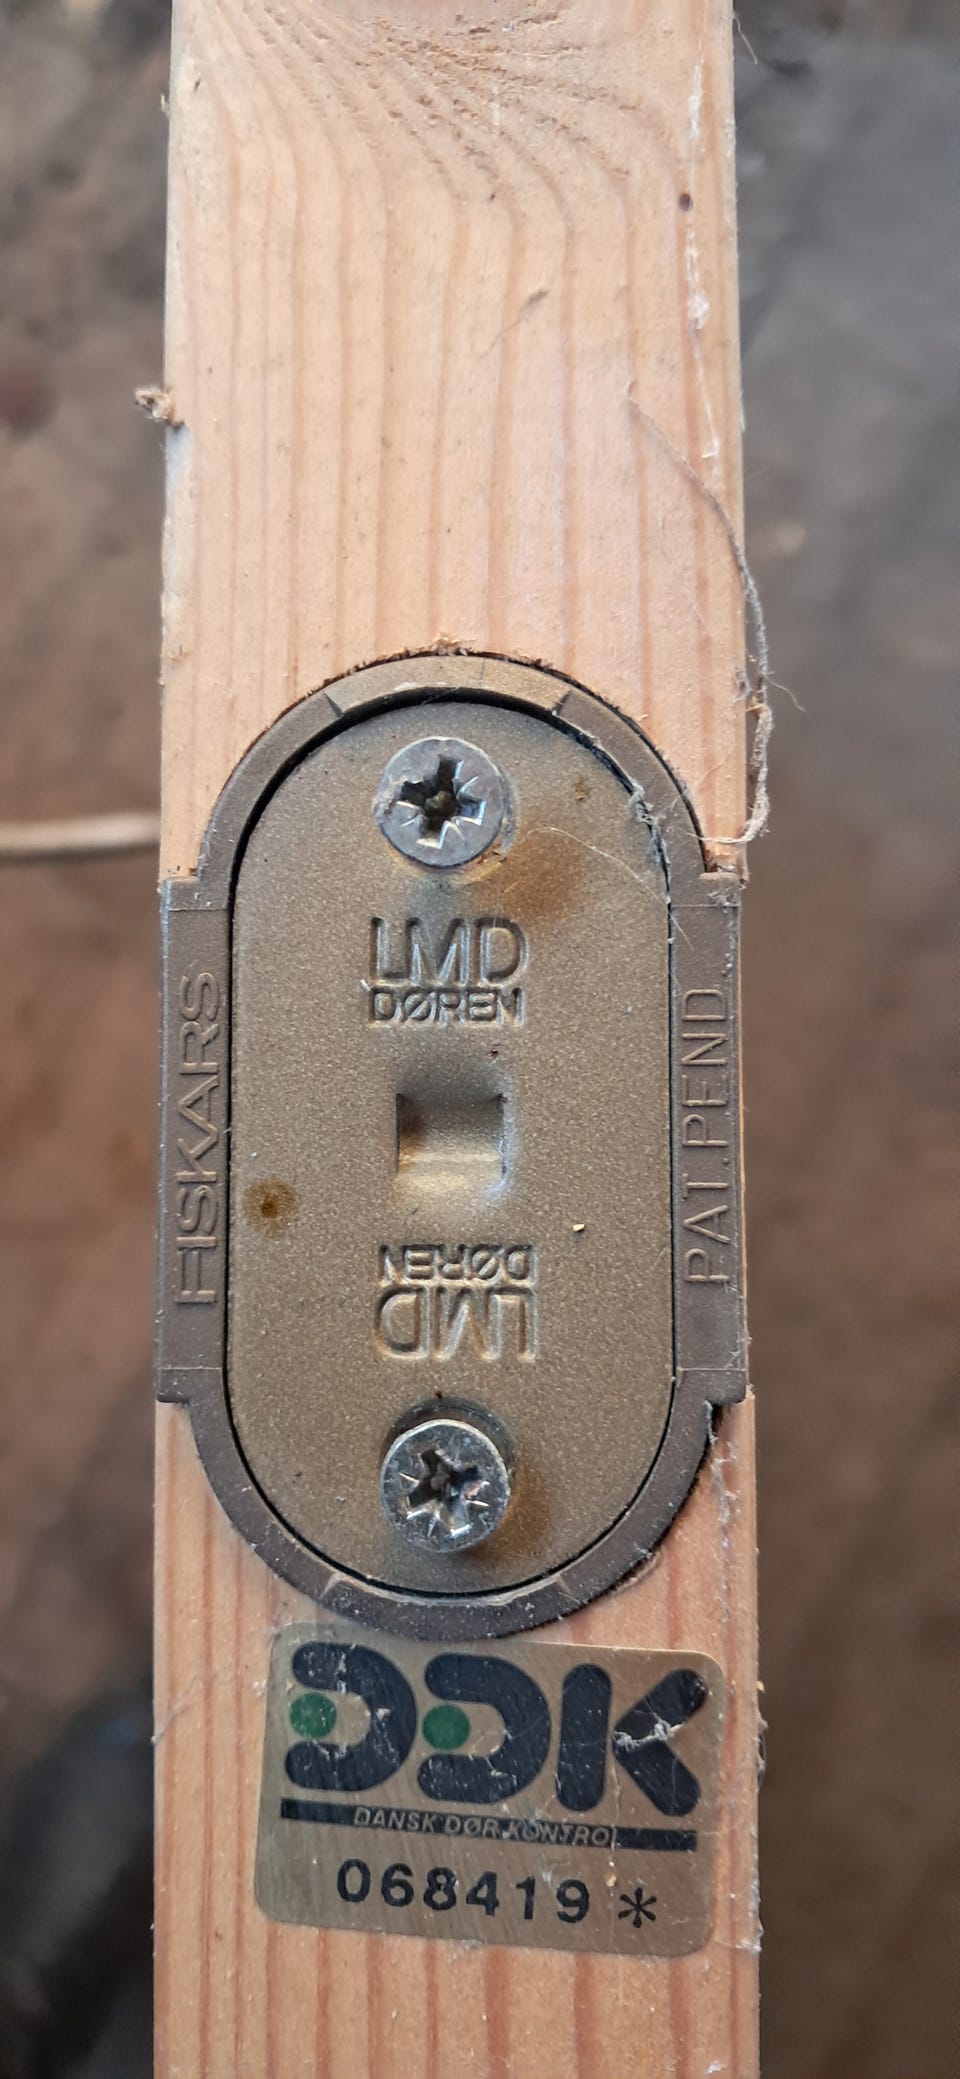 LMD
DØREN
FISKARS
PAT.PEND.
LMD
DØREN
DDK
DANSK DØR KONTROL
068419*